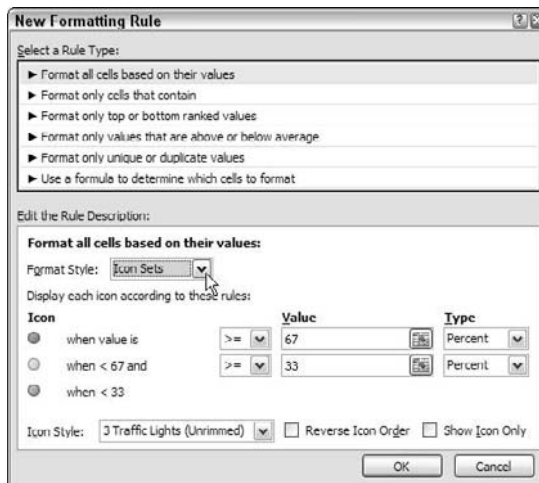 New Formatting Rule
Select a Rule Type:
► Format all cells based on their values
► Format only cells that contain
► Format only top or bottom ranked values
► Format only values that are above or below average
► Format only unique or duplicate values
► Use a formula to determine which cells to format
Edit the Rule Description:
Format all cells based on their values:
Format Style: Icon Sets
Display each icon according to these rules:
Icon Value Type
when value is >= 67 Percent
when < 67 and >= 33 Percent
when < 33
Icon Style: 3 Traffic Lights (Unrimmed) Reverse Icon Order Show Icon Only
OK Cancel